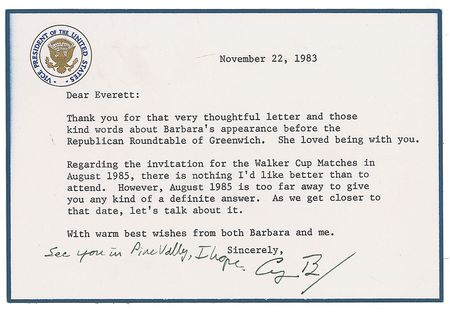 VICE PRESIDENT OF THE UNITED STATES
November 22, 1983
Dear Everett:
Thank you for that very thoughtful letter and those
kind words about Barbara's appearance before the
Republican Roundtable of Greenwich. She loved being with you.
Regarding the invitation for the Walker Cup Matches in
August 1985, there is nothing I'd like better than to
attend. However, August 1985 is too far away to give
you any kind of a definite answer. As we get closer to
that date, let's talk about it.
With warm best wishes from both Barbara and me.
Sincerely,
See you in Pine Valley, I hope.